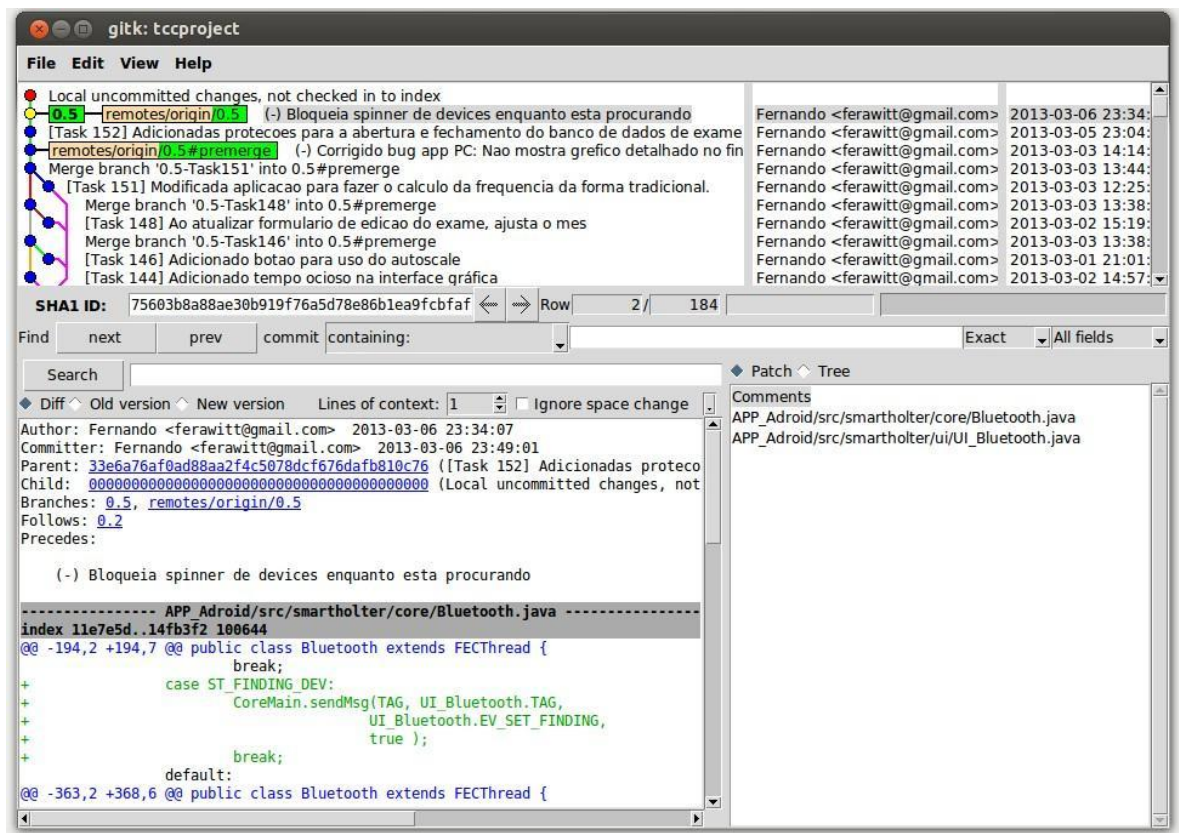 gitk: tccproject
File Edit View Help
Local uncommitted changes, not checked in to index
0.5 remotes/origin/0.5 (-) Bloqueia spinner de devices enquanto esta procurando Fernando <ferawitt@gmail.com> 2013-03-06 23:34:
[Task 152] Adicionadas protecoes para a abertura e fechamento do banco de dados de exame Fernando <ferawitt@gmail.com> 2013-03-05 23:04:
remotes/origin/0.5#premerge (-) Corrigido bug app PC: Nao mostra grefico detalhado no fin Fernando <ferawitt@gmail.com> 2013-03-03 14:14:
Merge branch '0.5-Task151' into 0.5#premerge Fernando <ferawitt@gmail.com> 2013-03-03 13:44:
[Task 151] Modificada aplicacao para fazer o calculo da frequencia da forma tradicional. Fernando <ferawitt@gmail.com> 2013-03-03 12:25:
Merge branch '0.5-Task148' into 0.5#premerge Fernando <ferawitt@gmail.com> 2013-03-03 13:38:
[Task 148] Ao atualizar formulario de edicao do exame, ajusta o mes Fernando <ferawitt@gmail.com> 2013-03-02 15:19:
Merge branch '0.5-Task146' into 0.5#premerge Fernando <ferawitt@gmail.com> 2013-03-03 13:38:
[Task 146] Adicionado botao para uso do autoscale Fernando <ferawitt@gmail.com> 2013-03-01 21:01:
[Task 144] Adicionado tempo ocioso na interface gráfica Fernando <ferawitt@gmail.com> 2013-03-02 14:57:
SHA1 ID: 75603b8a88ae30b919f76a5d78e86b1ea9fcbfaf Row 2 / 184
Find next prev commit containing: Exact All fields
Search
Patch Tree
Diff Old version New version Lines of context: 1 Ignore space change
Comments
APP_Adroid/src/smartholter/core/Bluetooth.java
APP_Adroid/src/smartholter/ui/UI_Bluetooth.java
Author: Fernando <ferawitt@gmail.com> 2013-03-06 23:34:07
Committer: Fernando <ferawitt@gmail.com> 2013-03-06 23:49:01
Parent: 33e6a76af0ad88aa2f4c5078dcf676dafb810c76 ([Task 152] Adicionadas proteco
Child: 0000000000000000000000000000000000000000 (Local uncommitted changes, not
Branches: 0.5, remotes/origin/0.5
Follows: 0.2
Precedes:
(-) Bloqueia spinner de devices enquanto esta procurando
---------------- APP_Adroid/src/smartholter/core/Bluetooth.java ----------------
index 11e7e5d..14fb3f2 100644
@@ -194,2 +194,7 @@ public class Bluetooth extends FECThread {
break;
+ case ST_FINDING_DEV:
+ CoreMain.sendMsg(TAG, UI_Bluetooth.TAG,
+ UI_Bluetooth.EV_SET_FINDING,
+ true );
+ break;
default:
@@ -363,2 +368,6 @@ public class Bluetooth extends FECThread {